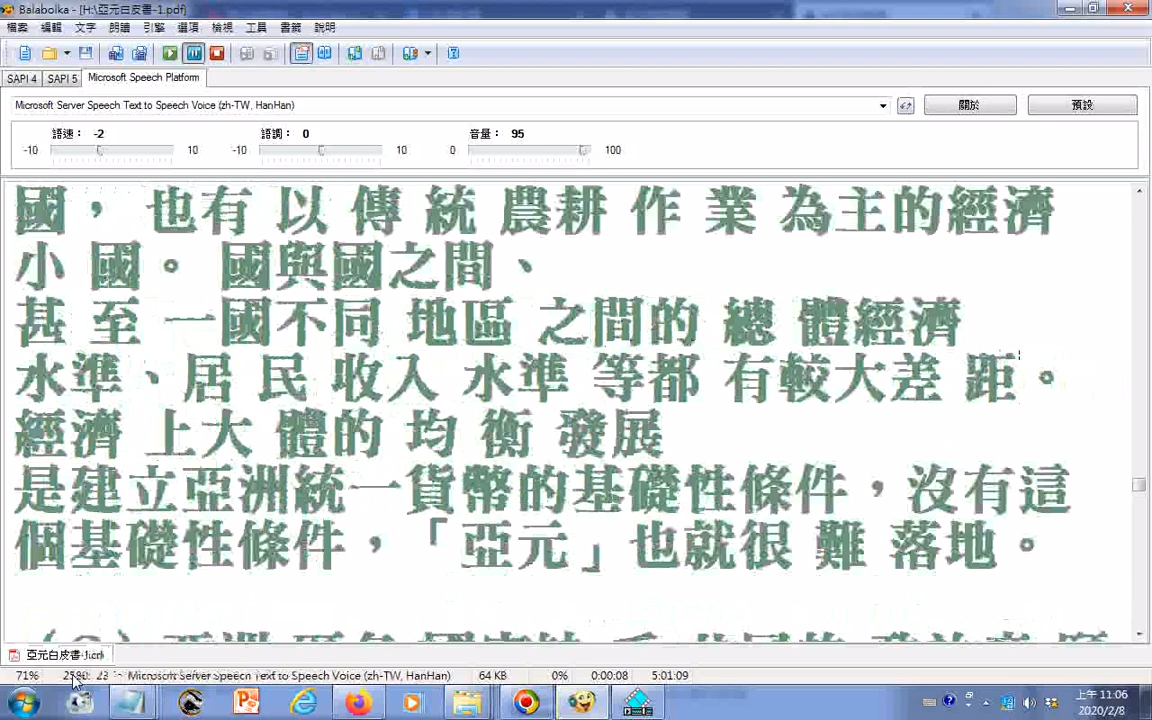 Balabolka - [H:\亞元白皮書-1.pdf]
檔案 編輯 文字 朗讀 引擎 選項 檢視 工具 書籤 說明
SAPI 4 SAPI 5 Microsoft Speech Platform
Microsoft Server Speech Text to Speech Voice (zh-TW, HanHan) 關於 預設
語速： -2 語調： 0 音量： 95
-10 10 -10 10 0 100
國， 也有 以 傳 統 農耕 作 業 為主的經濟
小 國。 國與國之間、
甚 至 一國不同 地區 之間的 總 體經濟
水準、居 民 收入 水準 等都 有較大差 距。
經濟 上大 體的 均 衡 發展
是建立亞洲統一貨幣的基礎性條件，沒有這
個基礎性條件，「亞元」也就很 難 落地。
亞元白皮書-1.pdf
71% Microsoft Server Speech Text to Speech Voice (zh-TW, HanHan) 64 KB 0% 0:00:08 5:01:09
上午 11:06
2020/2/8